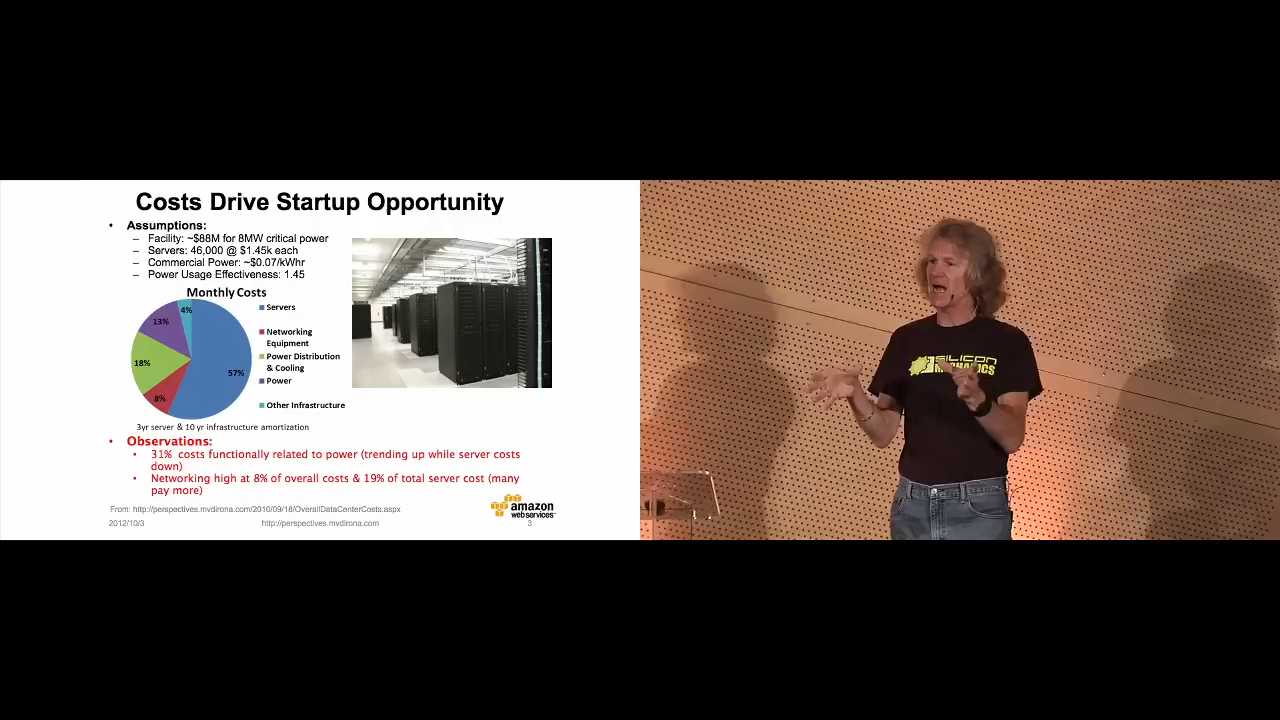 Costs Drive Startup Opportunity
• Assumptions:
– Facility: ~$88M for 8MW critical power
– Servers: 46,000 @ $1.45k each
– Commercial Power: ~$0.07/kWhr
– Power Usage Effectiveness: 1.45
Monthly Costs
4%
13%
18%
8%
57%
Servers
Networking
Equipment
Power Distribution
& Cooling
Power
Other Infrastructure
3yr server & 10 yr infrastructure amortization
• Observations:
• 31% costs functionally related to power (trending up while server costs
down)
• Networking high at 8% of overall costs & 19% of total server cost (many
pay more)
From: http://perspectives.mvdirona.com/2010/09/18/OverallDataCenterCosts.aspx
2012/10/3
http://perspectives.mvdirona.com
3
amazon
web services™
SILICON
MECHANICS